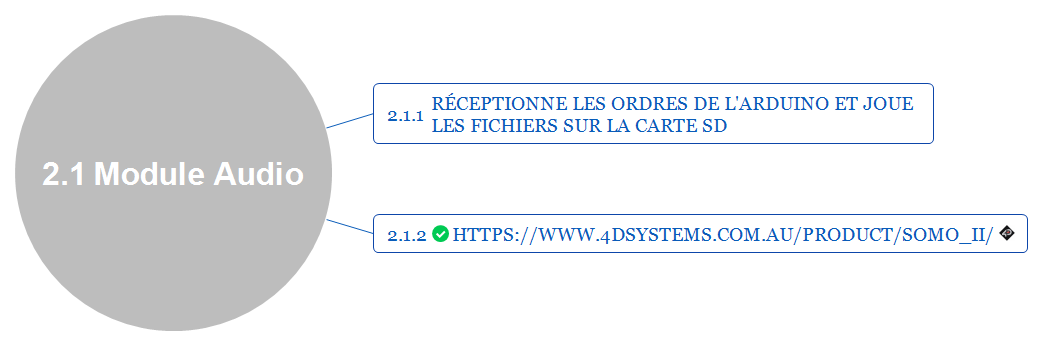 2.1 Module Audio
2.1.1 RÉCEPTIONNE LES ORDRES DE L'ARDUINO ET JOUE
LES FICHIERS SUR LA CARTE SD
2.1.2 HTTPS://WWW.4DSYSTEMS.COM.AU/PRODUCT/SOMO_II/